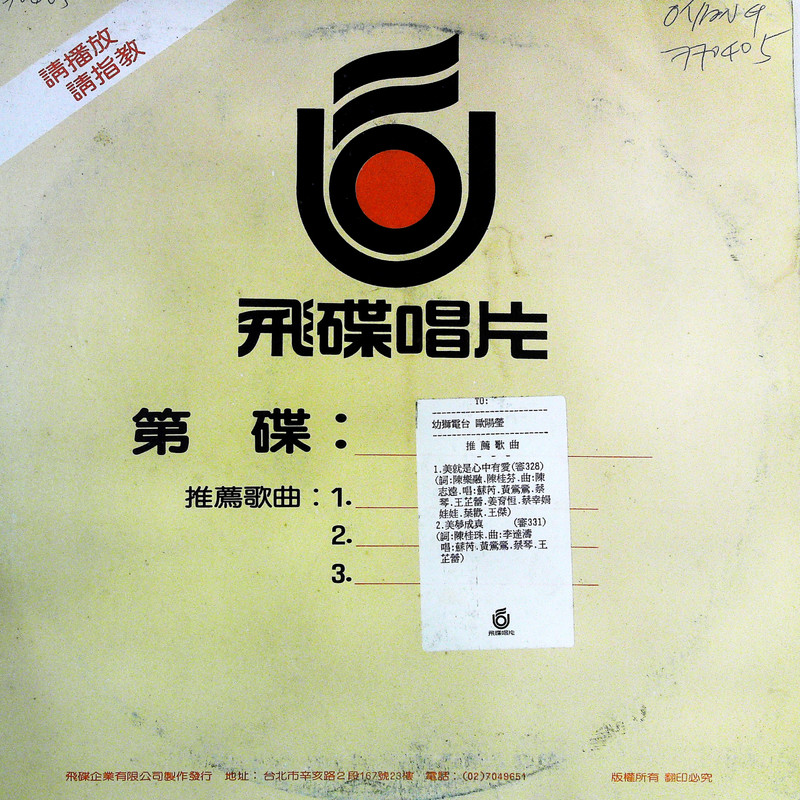 請播放
請指教
OYANG
770405
飛碟唱片
第 碟：
推薦歌曲：1.
2.
3.
TO:
幼獅電台 歐陽瑩
推薦歌曲
1.美就是心中有愛(審328)
(詞:陳樂融.陳桂芬.曲:陳
志遠.唱:蘇芮.黃鶯鶯.蔡
琴.王芷蕾.姜育恆.蔡幸娟
娃娃.葉歡.王傑)
2.美夢成真 (審331)
(詞:陳桂珠.曲:李達濤
唱:蘇芮.黃鶯鶯.蔡琴.王
芷蕾)
飛碟唱片
飛碟企業有限公司製作發行 地址：台北市辛亥路2段167號23樓 電話：(02)7049651 版權所有 翻印必究